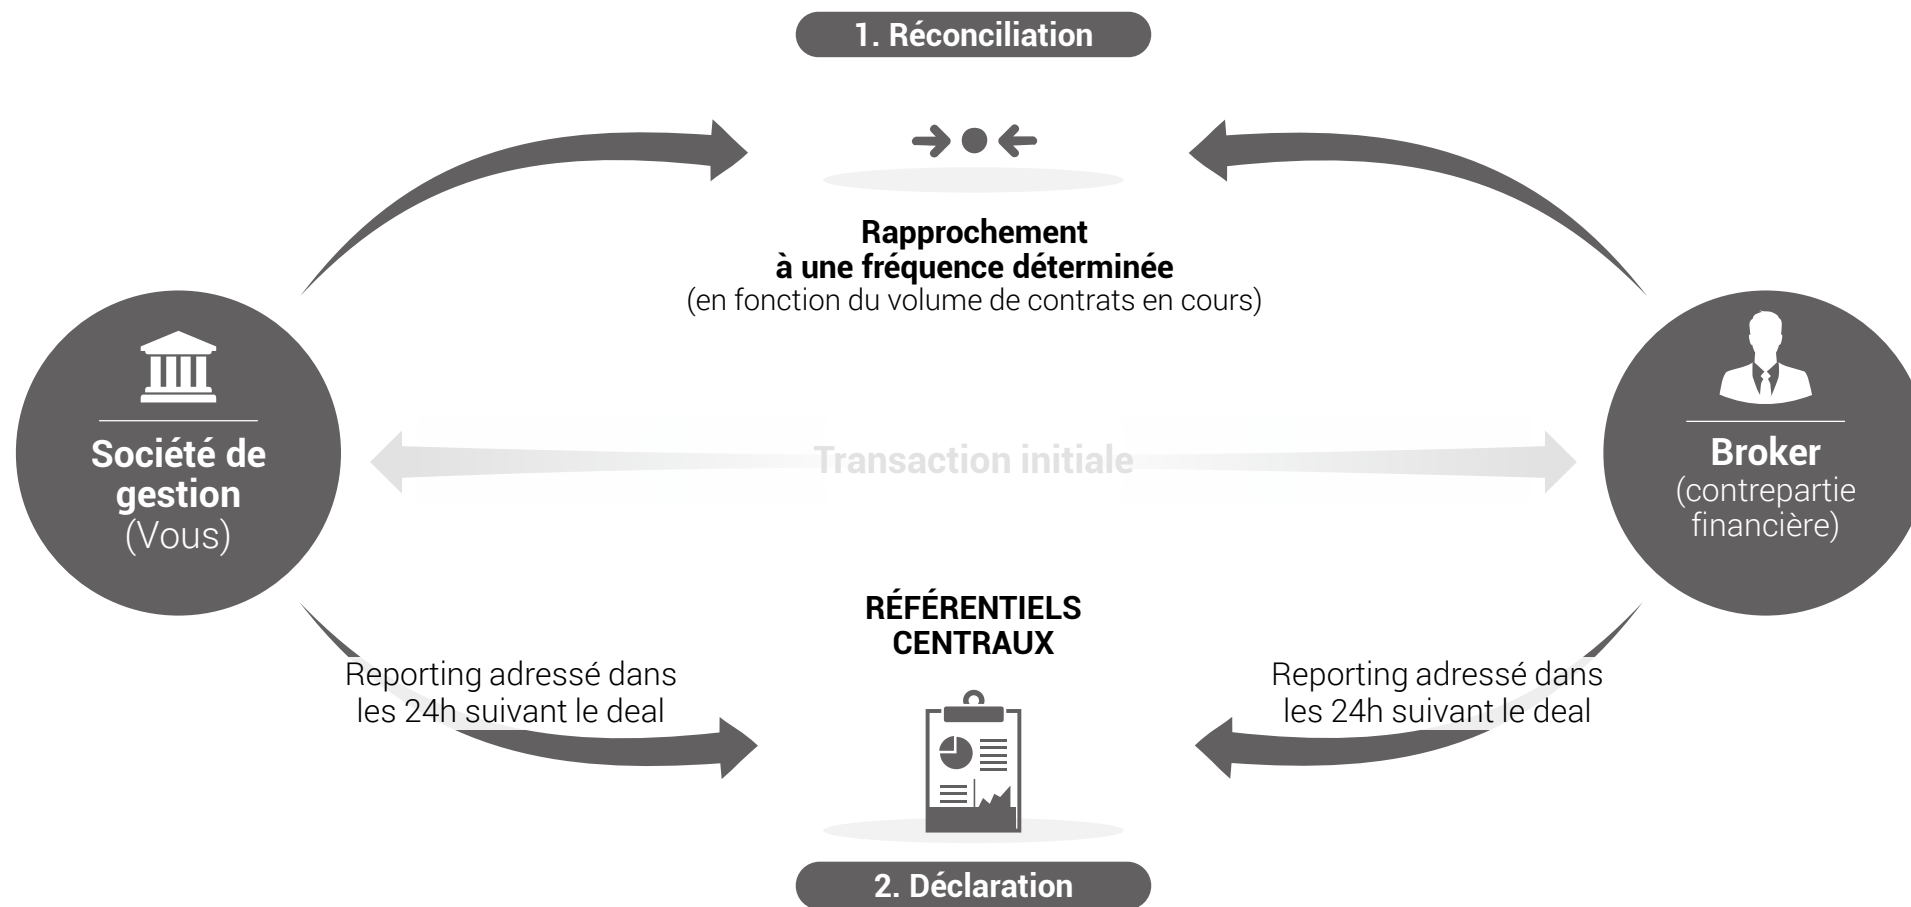 1. Réconciliation
Rapprochement
à une fréquence déterminée
(en fonction du volume de contrats en cours)
Société de
gestion
(Vous)
Transaction initiale
Broker
(contrepartie
financière)
RÉFÉRENTIELS
CENTRAUX
Reporting adressé dans
les 24h suivant le deal
Reporting adressé dans
les 24h suivant le deal
2. Déclaration